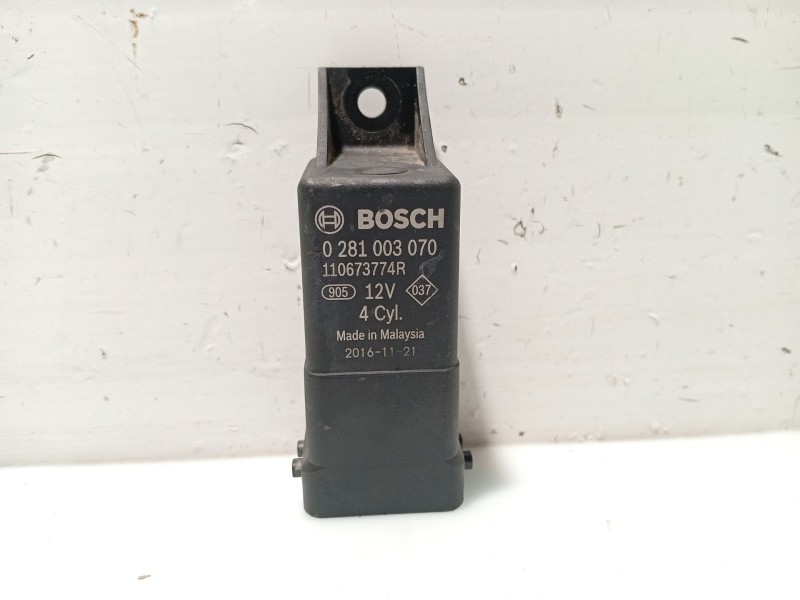 BOSCH
0 281 003 070
110673774R
905 12V 037
4 Cyl.
Made in Malaysia
2016-11-21